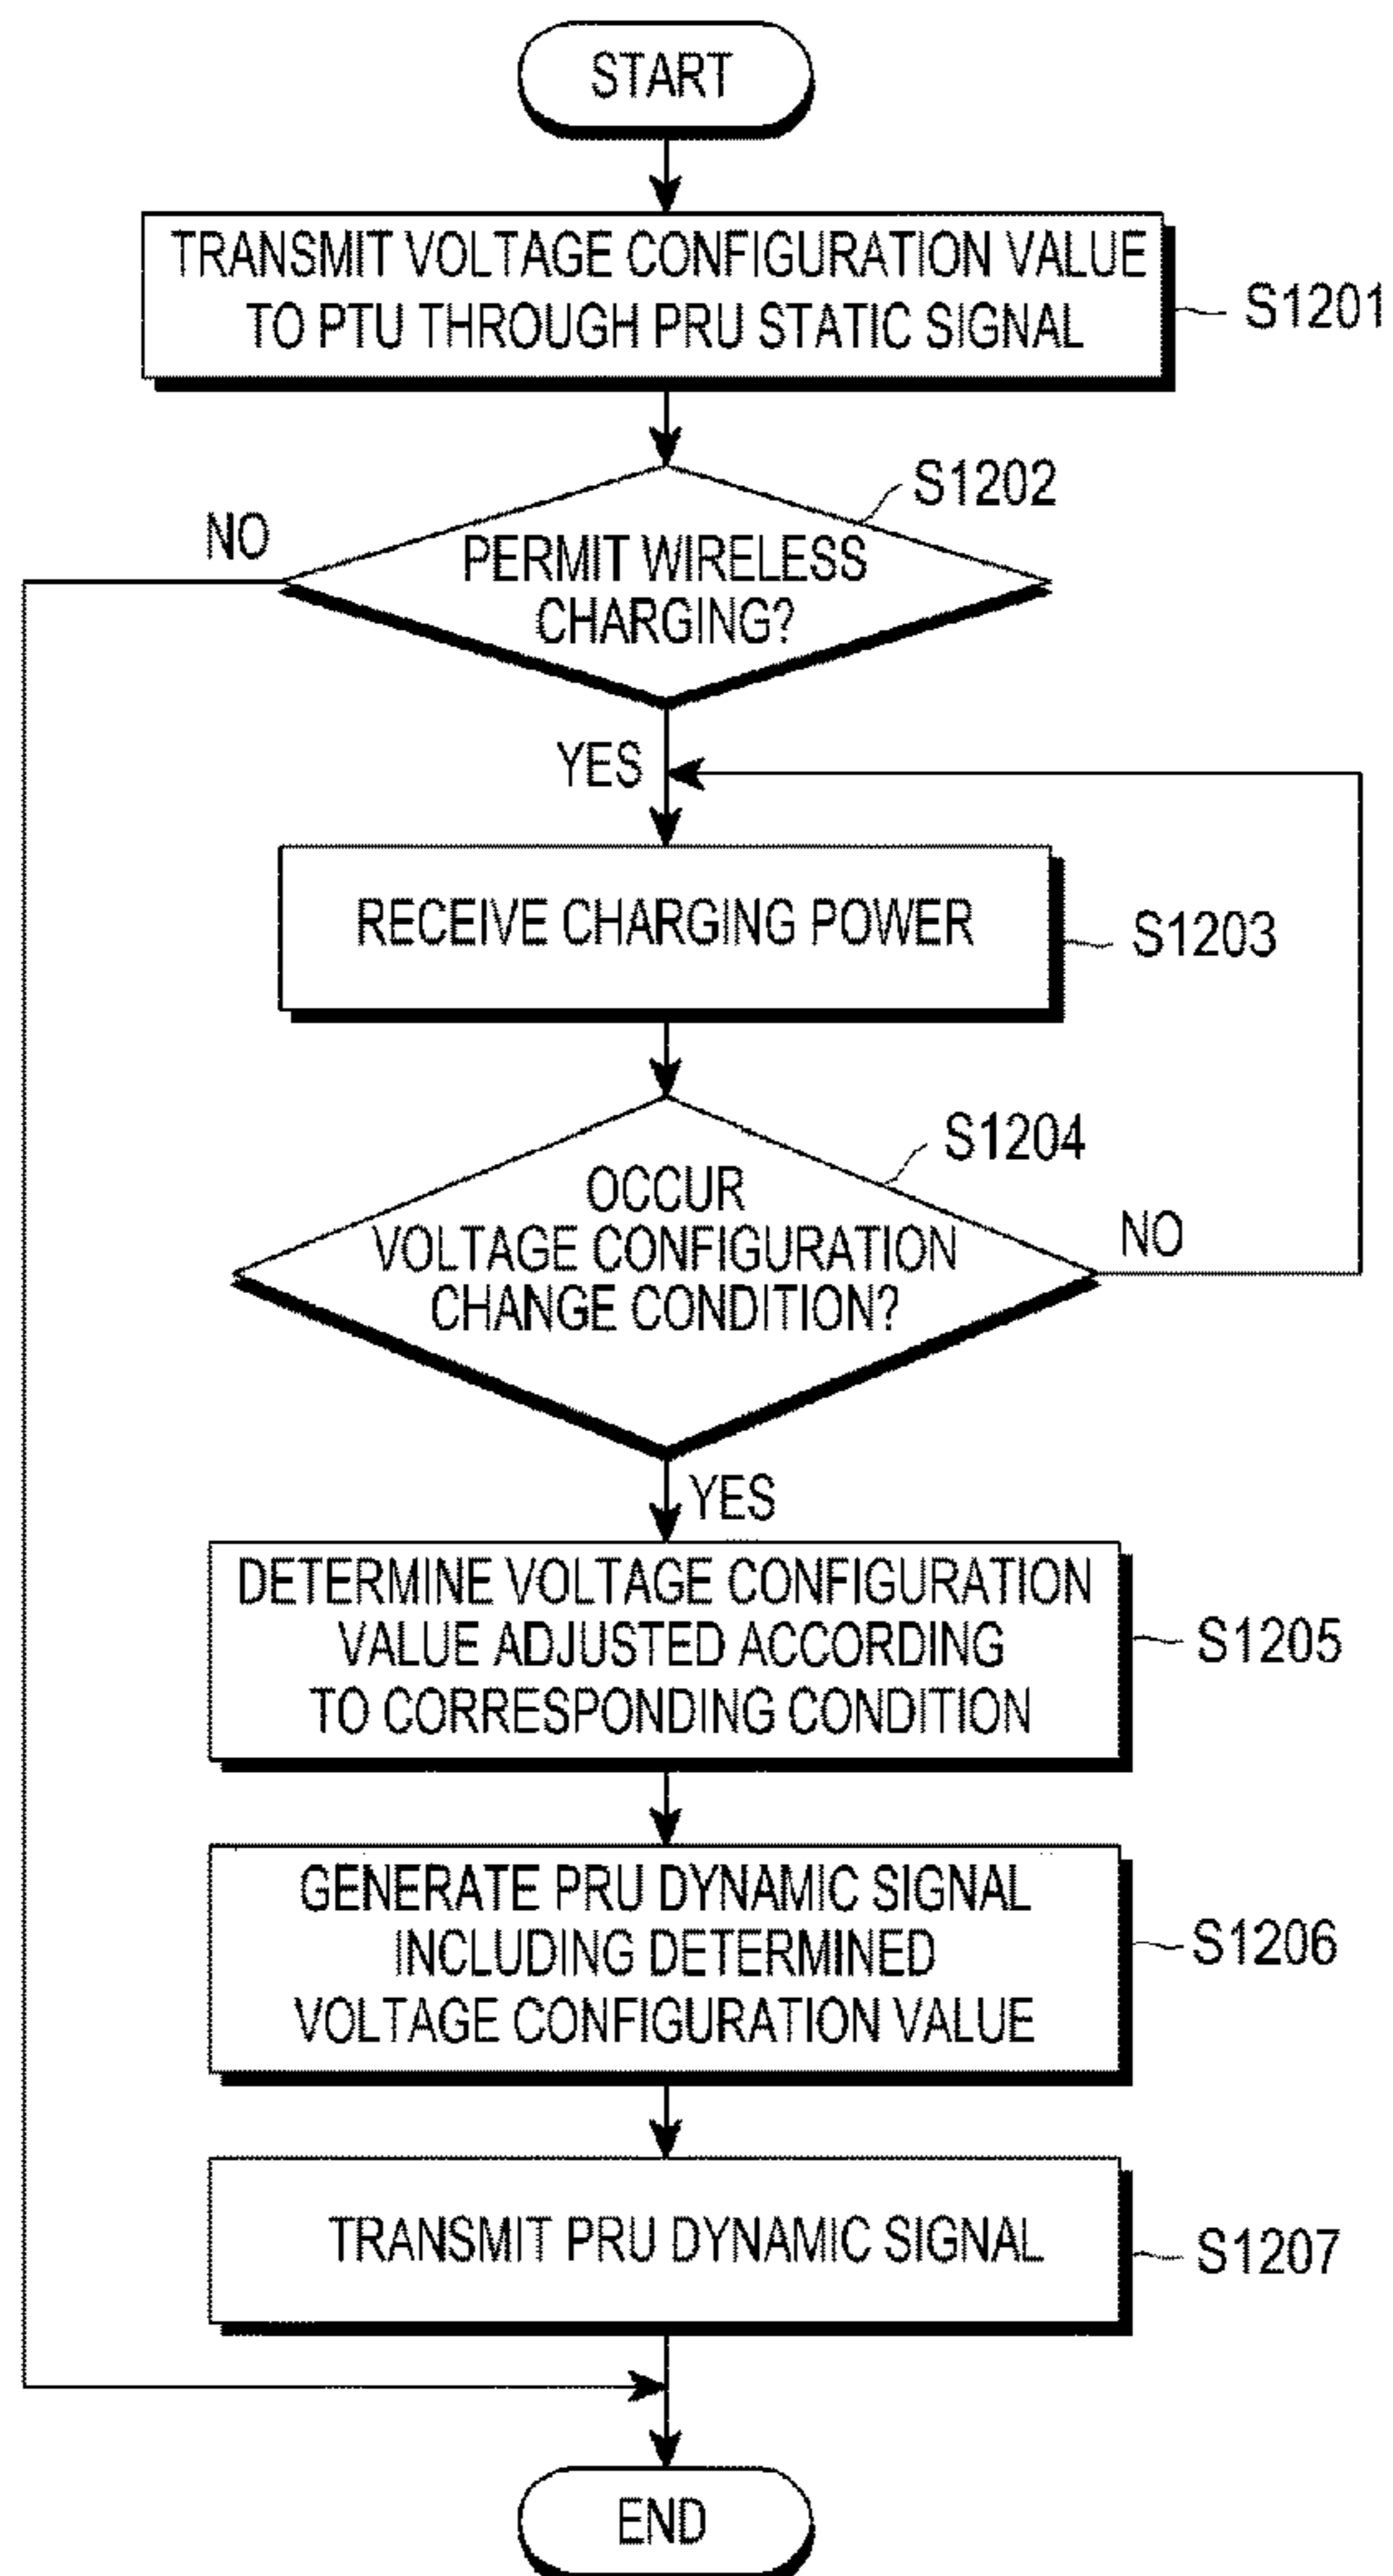 START
TRANSMIT VOLTAGE CONFIGURATION VALUE
TO PTU THROUGH PRU STATIC SIGNAL
S1201
S1202
NO
PERMIT WIRELESS
CHARGING?
YES
RECEIVE CHARGING POWER
S1203
S1204
OCCUR
VOLTAGE CONFIGURATION
CHANGE CONDITION?
NO
YES
DETERMINE VOLTAGE CONFIGURATION
VALUE ADJUSTED ACCORDING
TO CORRESPONDING CONDITION
S1205
GENERATE PRU DYNAMIC SIGNAL
INCLUDING DETERMINED
VOLTAGE CONFIGURATION VALUE
S1206
TRANSMIT PRU DYNAMIC SIGNAL
S1207
END